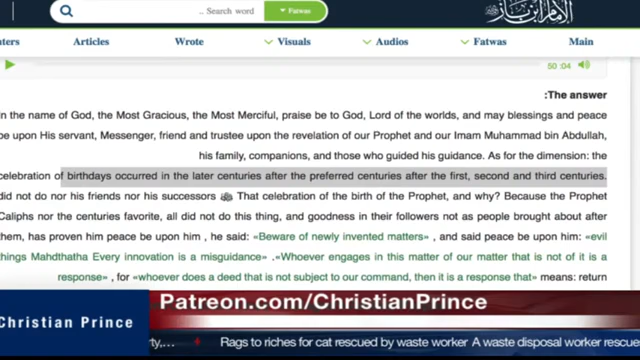 Search word ..
Fatwas
الإمام ابن باز
Articles
Wrote
Visuals
Audios
Fatwas
Main
50 :04
:The answer
In the name of God, the Most Gracious, the Most Merciful, praise be to God, Lord of the worlds, and may blessings and peace
be upon His servant, Messenger, friend and trustee upon the revelation of our Prophet and our Imam Muhammad bin Abdullah,
his family, companions, and those who guided his guidance. As for the dimension: the
celebration of birthdays occurred in the later centuries after the preferred centuries after the first, second and third centuries.
did not do nor his friends nor his successors ﷺ That celebration of the birth of the Prophet, and why? Because the Prophet
Caliphs nor the centuries favorite, all did not do this thing, and goodness in their followers not as people brought about after
them, has proven him peace be upon him , he said: «Beware of newly invented matters» , and said peace be upon him: «evil
things Mahdthatha Every innovation is a misguidance» .«Whoever engages in this matter of our matter that is not of it is a
response» , for «whoever does a deed that is not subject to our command, then it is a response that» means: return
Patreon.com/ChristianPrince
Christian Prince
rty,... Rags to riches for cat rescued by waste worker A waste disposal worker rescue